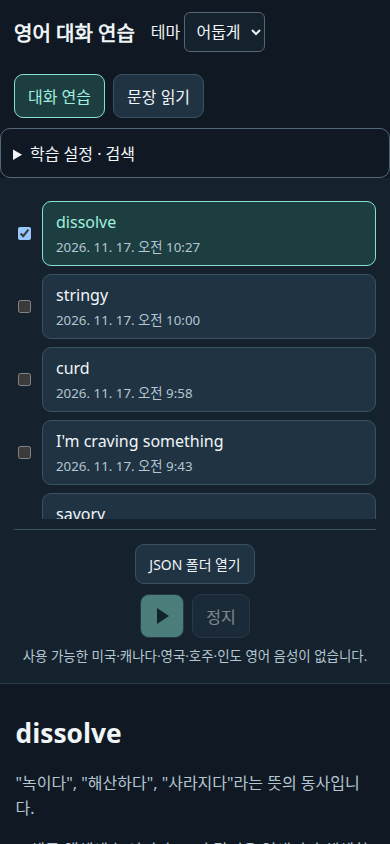 영어 대화 연습 테마 어둡게
대화 연습 문장 읽기
▶ 학습 설정 · 검색
dissolve
2026. 11. 17. 오전 10:27
stringy
2026. 11. 17. 오전 10:00
curd
2026. 11. 17. 오전 9:58
I'm craving something
2026. 11. 17. 오전 9:43
savory
JSON 폴더 열기
정지
사용 가능한 미국·캐나다·영국·호주·인도 영어 음성이 없습니다.
dissolve
"녹이다", "해산하다", "사라지다"라는 뜻의 동사입니
다.